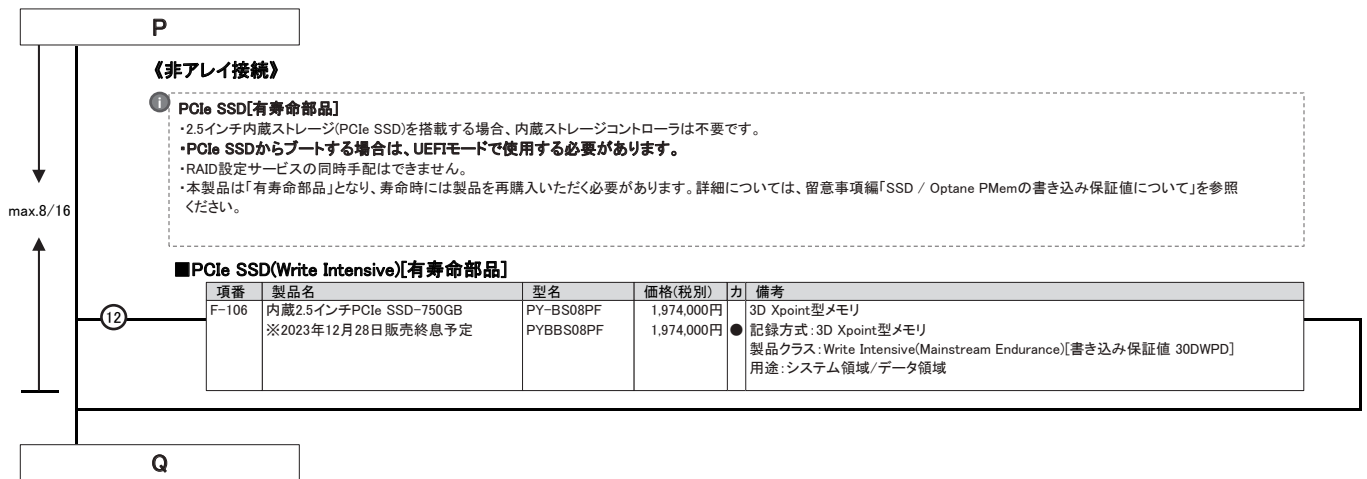 P
《非アレイ接続》
i
PCIe SSD[有寿命部品]
・2.5インチ内蔵ストレージ(PCIe SSD)を搭載する場合、内蔵ストレージコントローラは不要です。
・PCIe SSDからブートする場合は、UEFIモードで使用する必要があります。
・RAID設定サービスの同時手配はできません。
・本製品は「有寿命部品」となり、寿命時には製品を再購入いただく必要があります。詳細については、留意事項編「SSD / Optane PMemの書き込み保証値について」を参照
ください。
max.8/16
■PCIe SSD(Write Intensive)[有寿命部品]
項番 製品名 型名 価格(税別) カ 備考
⑫ F-106 内蔵2.5インチPCIe SSD-750GB PY-BS08PF 1,974,000円 3D Xpoint型メモリ
※2023年12月28日販売終息予定 PYBBS08PF 1,974,000円 ● 記録方式:3D Xpoint型メモリ
製品クラス:Write Intensive(Mainstream Endurance)[書き込み保証値 30DWPD]
用途:システム領域/データ領域
Q